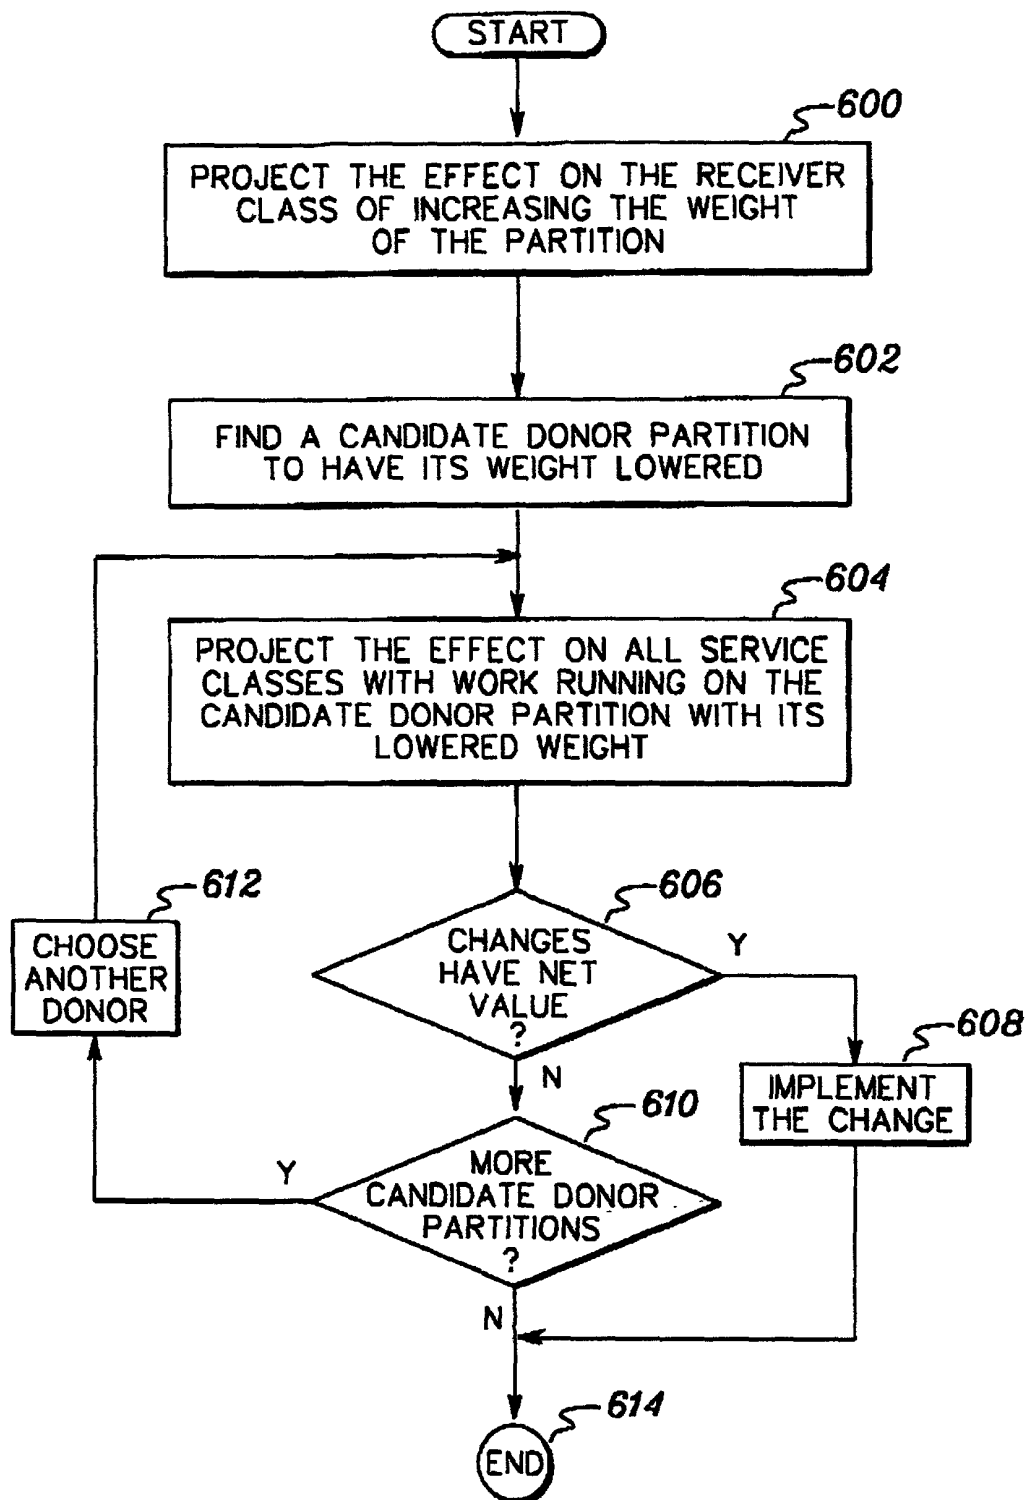 START
600
PROJECT THE EFFECT ON THE RECEIVER
CLASS OF INCREASING THE WEIGHT
OF THE PARTITION
602
FIND A CANDIDATE DONOR PARTITION
TO HAVE ITS WEIGHT LOWERED
604
PROJECT THE EFFECT ON ALL SERVICE
CLASSES WITH WORK RUNNING ON THE
CANDIDATE DONOR PARTITION WITH ITS
LOWERED WEIGHT
612
CHOOSE
ANOTHER
DONOR
606
CHANGES
HAVE NET
VALUE
?
Y
N
608
IMPLEMENT
THE CHANGE
610
MORE
CANDIDATE DONOR
PARTITIONS
?
Y
N
614
END